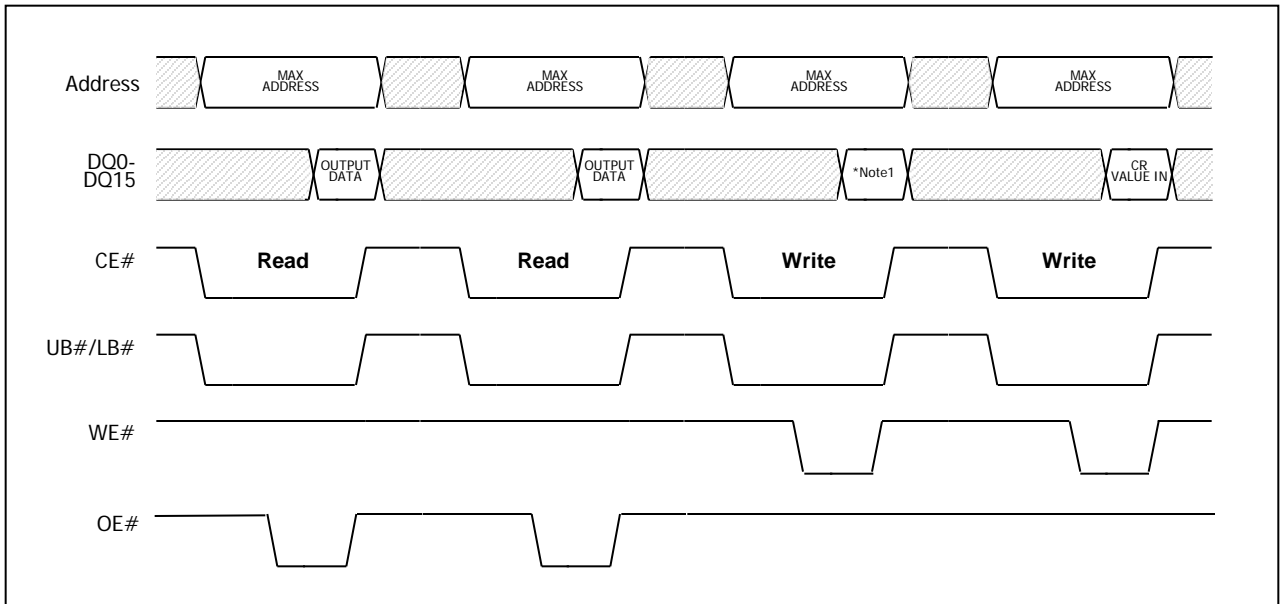 Address
MAX
ADDRESS
MAX
ADDRESS
MAX
ADDRESS
MAX
ADDRESS
DQ0-
DQ15
OUTPUT
DATA
OUTPUT
DATA
*Note1
CR
VALUE IN
CE#
Read
Read
Write
Write
UB#/LB#
WE#
OE#